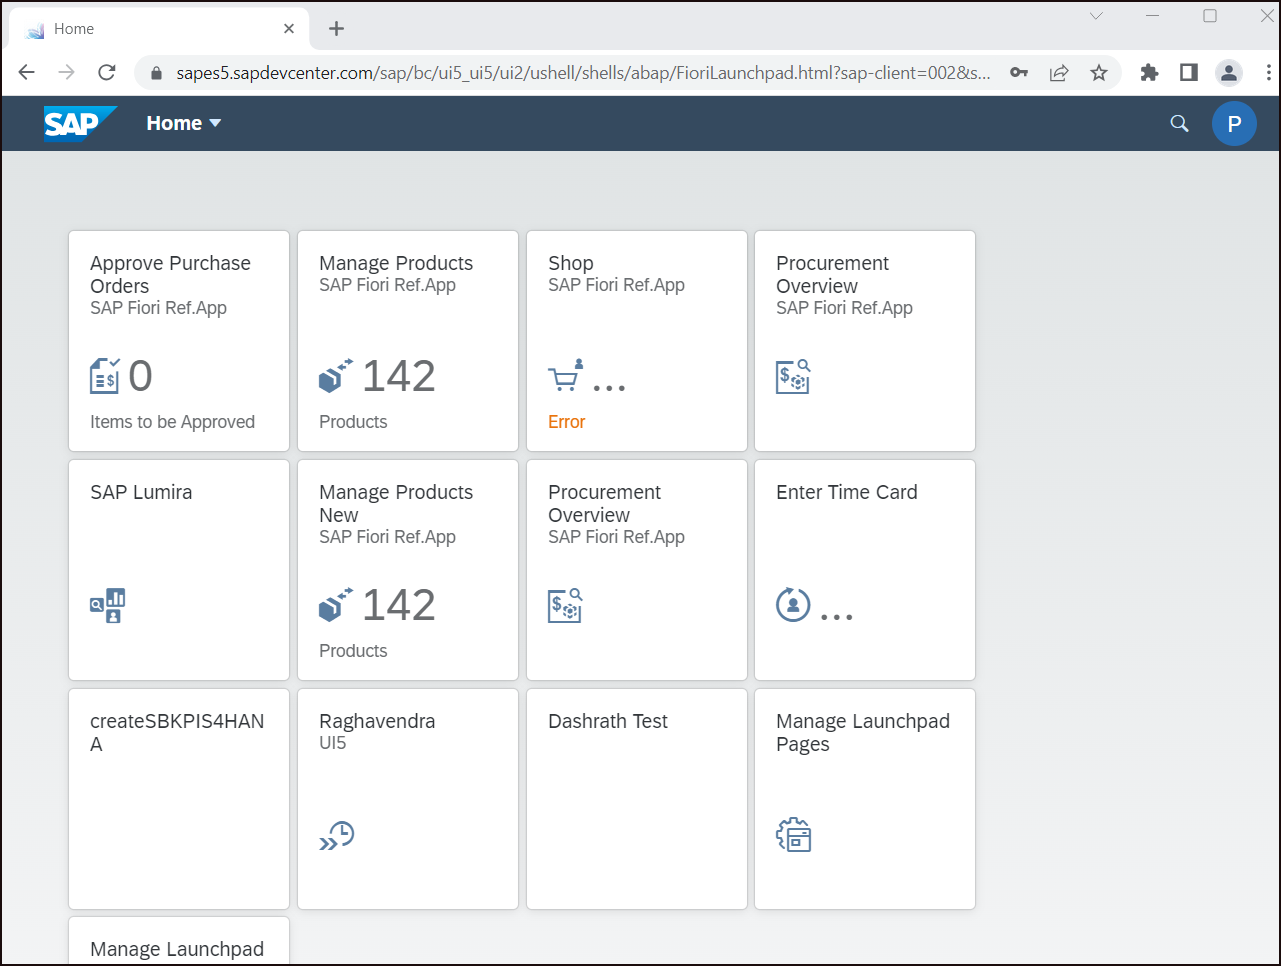 Home
sapes5.sapdevcenter.com/sap/bc/ui5_ui5/ui2/ushell/shells/abap/FioriLaunchpad.html?sap-client=002&s...
SAP Home P
Approve Purchase
Orders
SAP Fiori Ref.App
0
Items to be Approved
Manage Products
SAP Fiori Ref.App
142
Products
Shop
SAP Fiori Ref.App
...
Error
Procurement
Overview
SAP Fiori Ref.App
$
SAP Lumira
Manage Products
New
SAP Fiori Ref.App
142
Products
Procurement
Overview
SAP Fiori Ref.App
$
Enter Time Card
...
createSBKPIS4HAN
A
Raghavendra
UI5
Dashrath Test
Manage Launchpad
Pages
Manage Launchpad